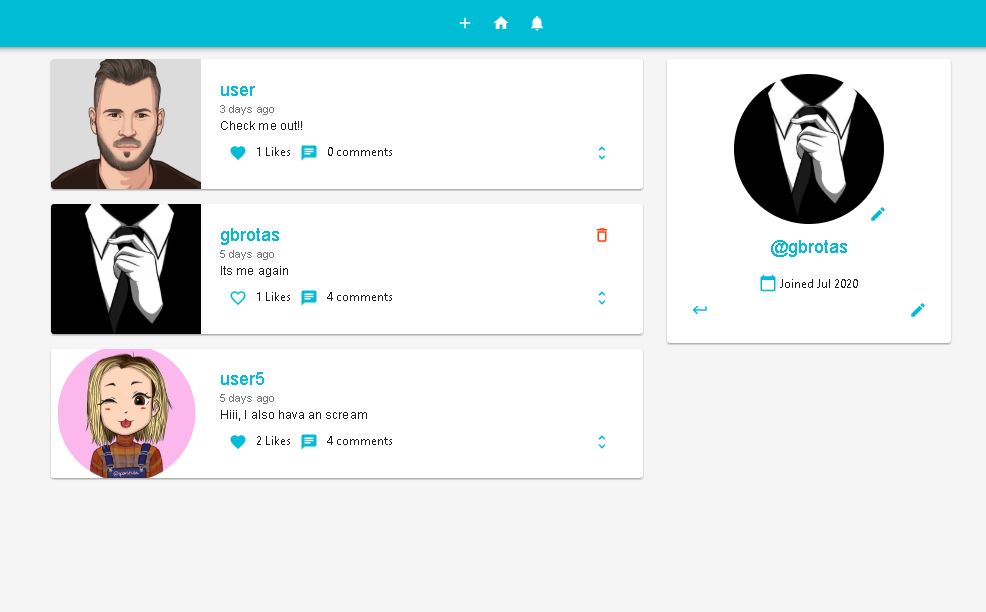 user
3 days ago
Check me out!!
1 Likes 0 comments
gbrotas
5 days ago
Its me again
1 Likes 4 comments
user5
5 days ago
Hiii, I also hava an scream
2 Likes 4 comments
@gbrotas
Joined Jul 2020